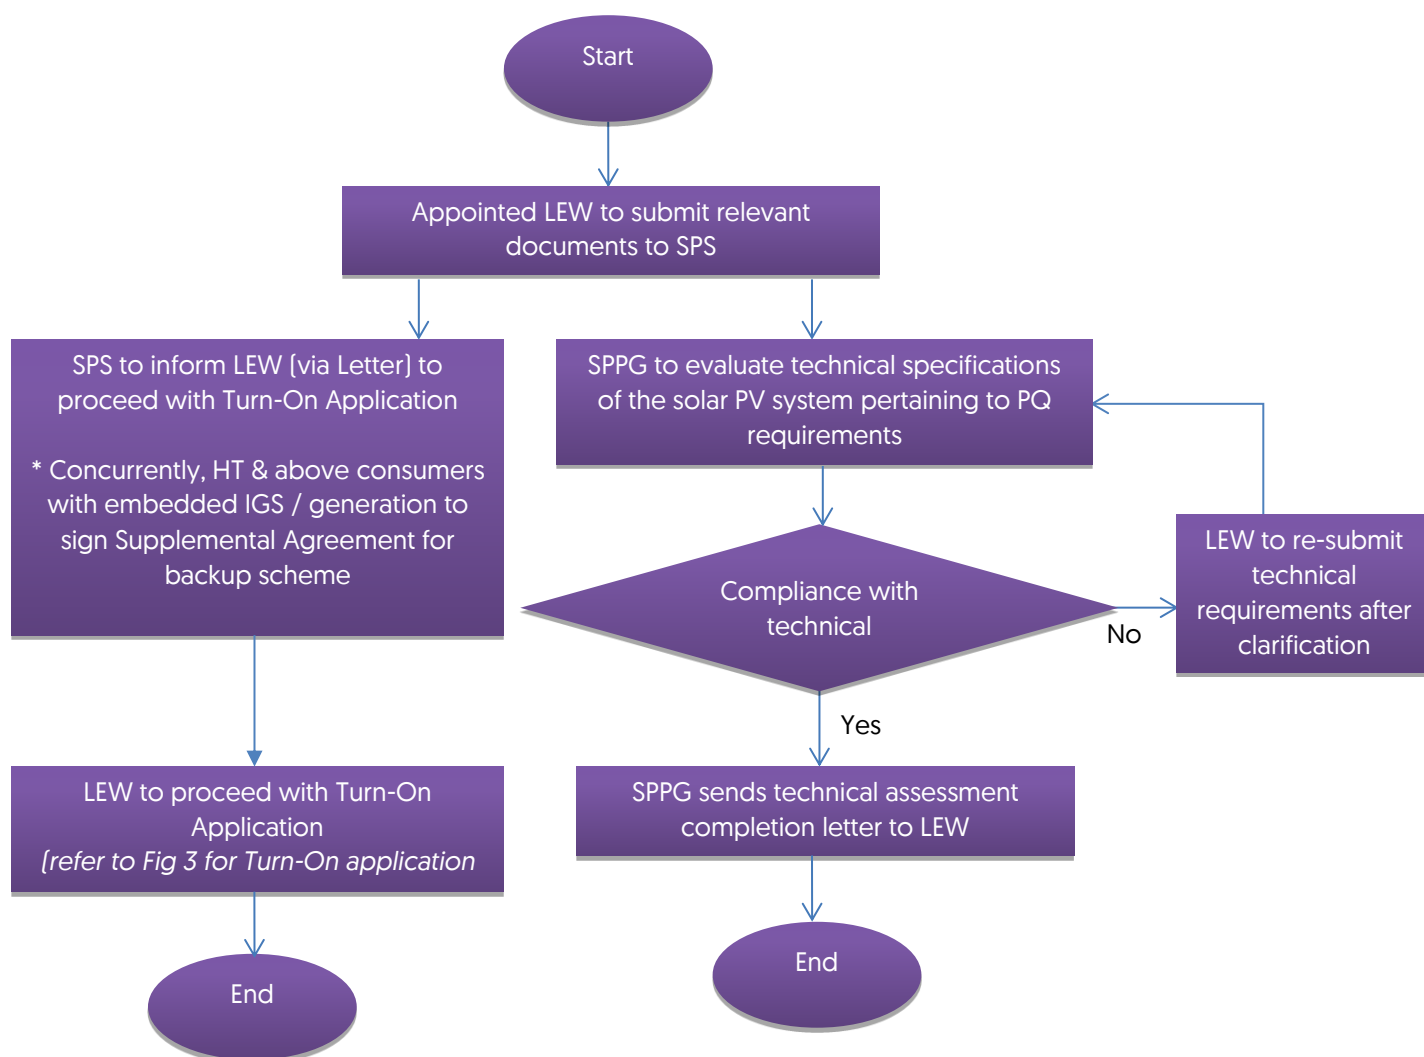 Start
Appointed LEW to submit relevant
documents to SPS
SPS to inform LEW (via Letter) to
proceed with Turn-On Application
* Concurrently, HT & above consumers
with embedded IGS / generation to
sign Supplemental Agreement for
backup scheme
SPPG to evaluate technical specifications
of the solar PV system pertaining to PQ
requirements
Compliance with
technical
No
LEW to re-submit
technical
requirements after
clarification
Yes
LEW to proceed with Turn-On
Application
(refer to Fig 3 for Turn-On application
SPPG sends technical assessment
completion letter to LEW
End
End